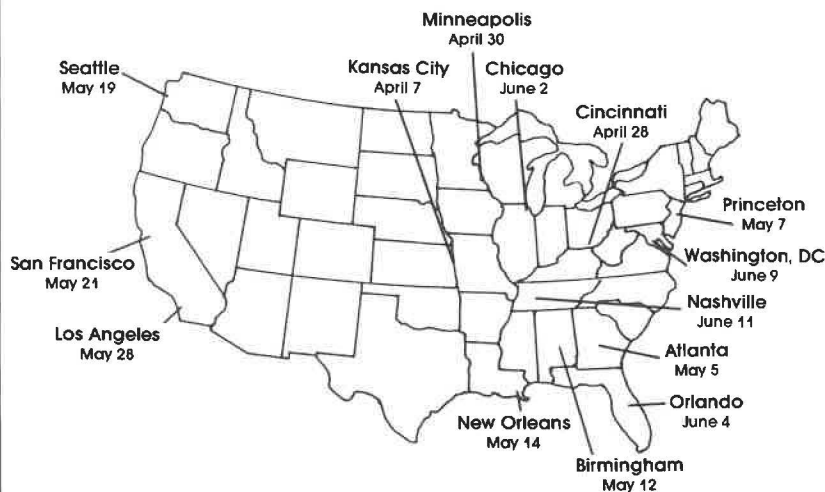 Minneapolis
April 30
Seattle
May 19
Kansas City
April 7
Chicago
June 2
Cincinnati
April 28
Princeton
May 7
Washington, DC
June 9
San Francisco
May 21
Nashville
June 11
Los Angeles
May 28
Atlanta
May 5
Orlando
June 4
New Orleans
May 14
Birmingham
May 12